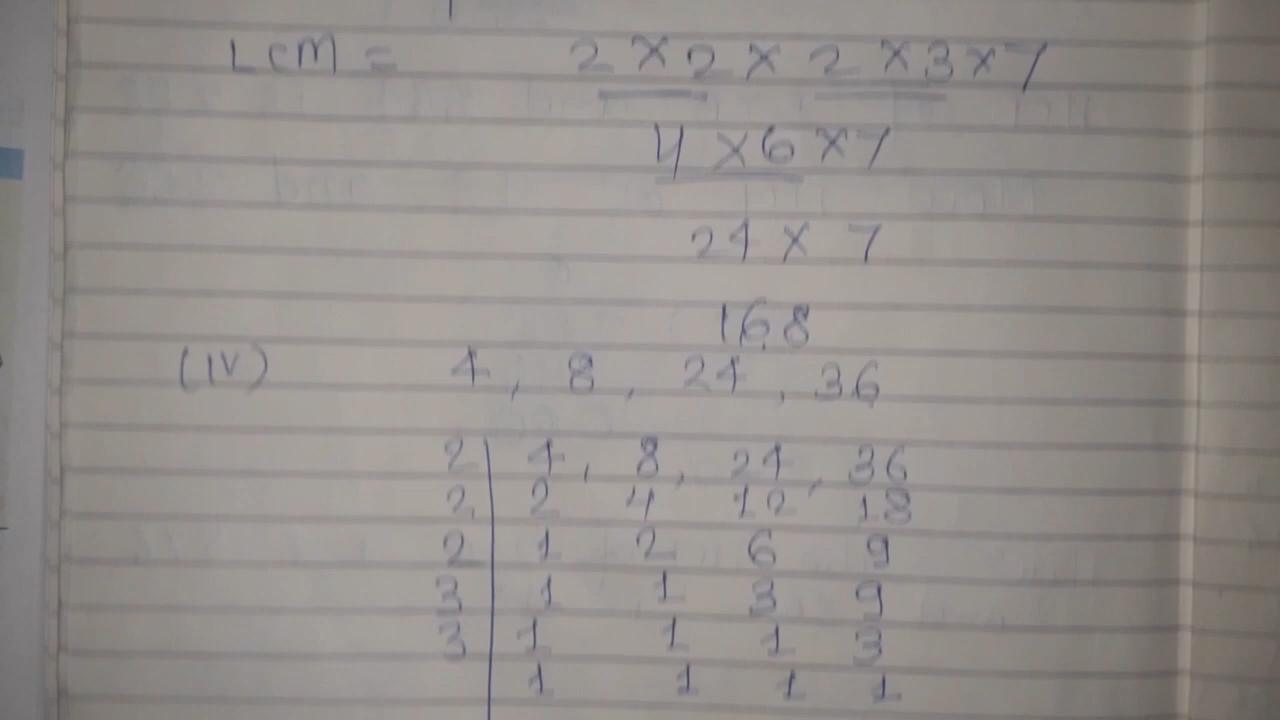 LCM = 2 × 2 × 2 × 3 × 7
4 × 6 × 7
24 × 7
168
(IV) 4, 8, 24, 36
2 | 4, 8, 24, 36
2 | 2 4 12 18
2 | 1 2 6 9
3 | 1 1 3 9
3 | 1 1 1 3
| 1 1 1 1